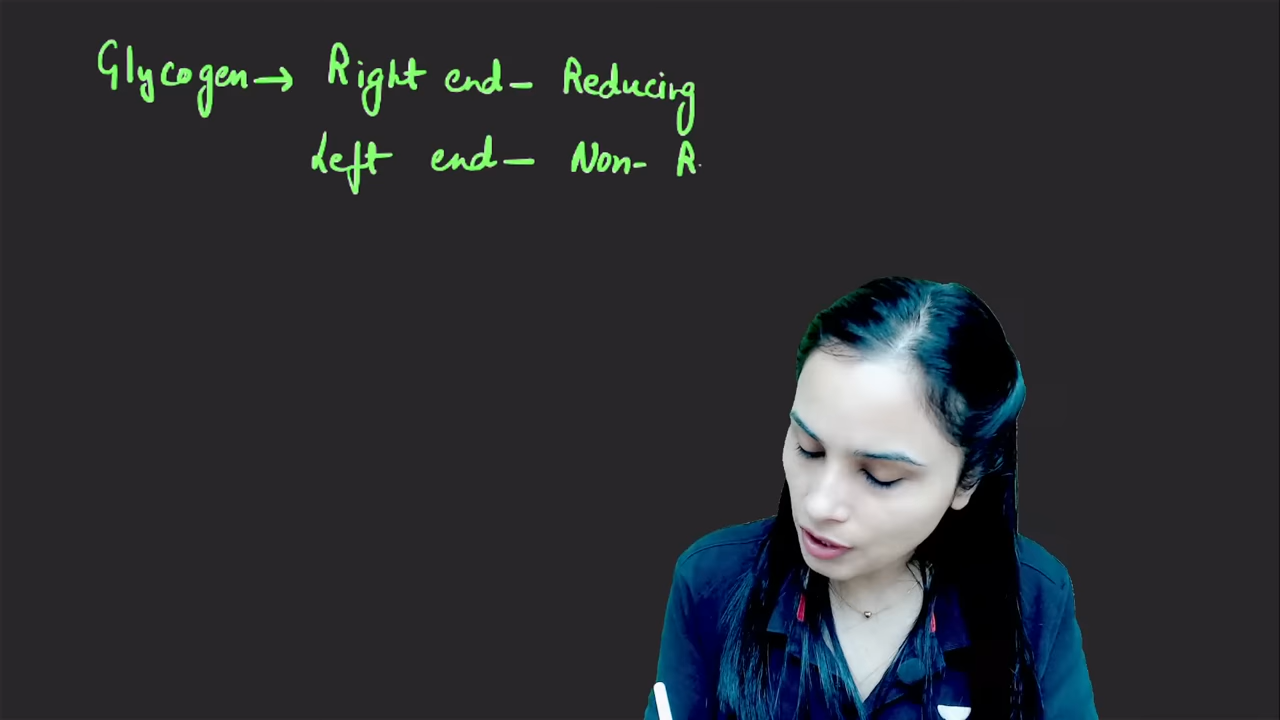 Glycogen → Right end - Reducing
Left end - Non- R.